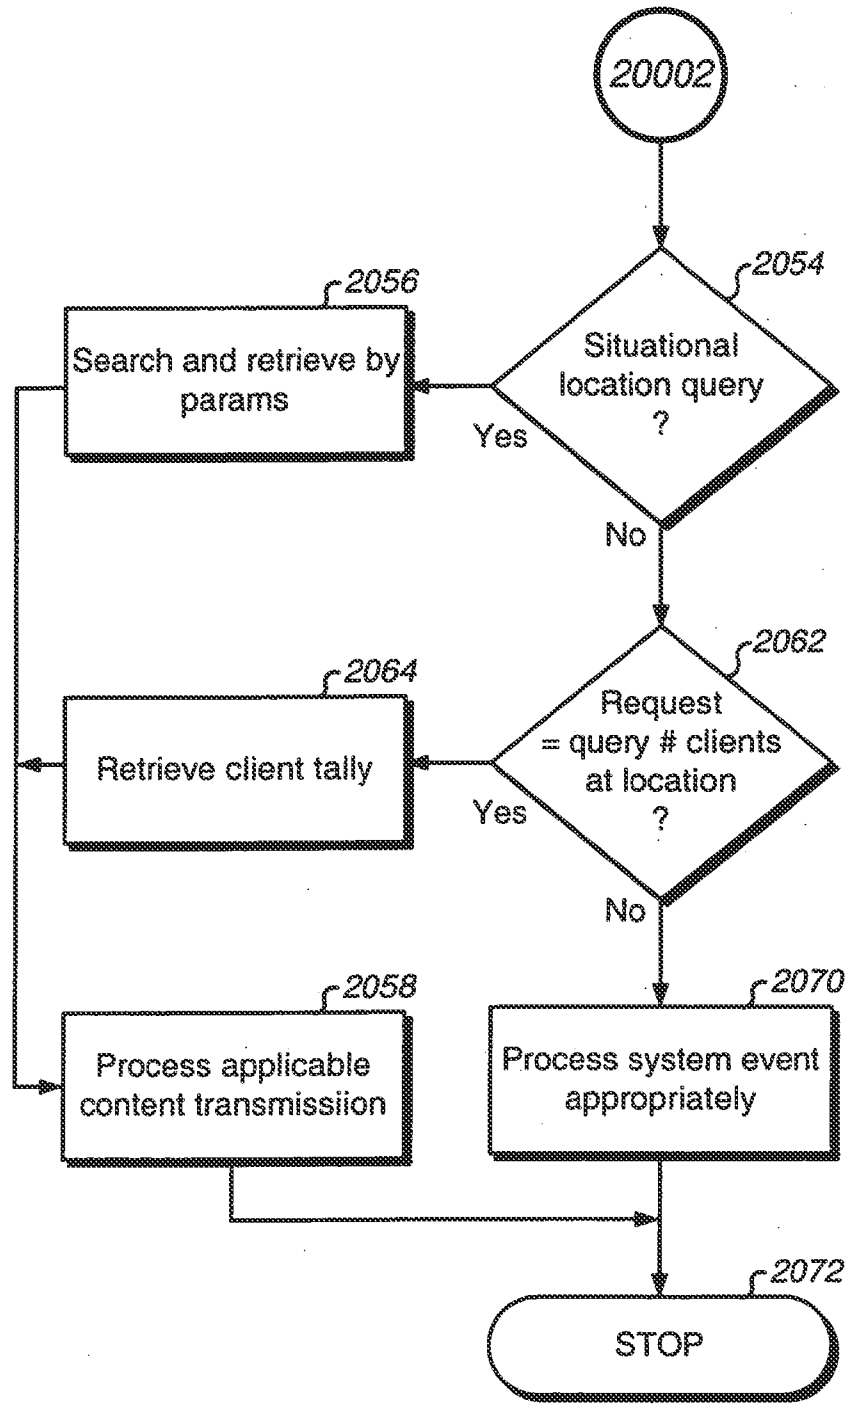 20002
2054
Situational
location query
?
Yes
No
2056
Search and retrieve by
params
2062
Request
= query # clients
at location
?
Yes
No
2064
Retrieve client tally
2058
Process applicable
content transmissiion
2070
Process system event
appropriately
2072
STOP